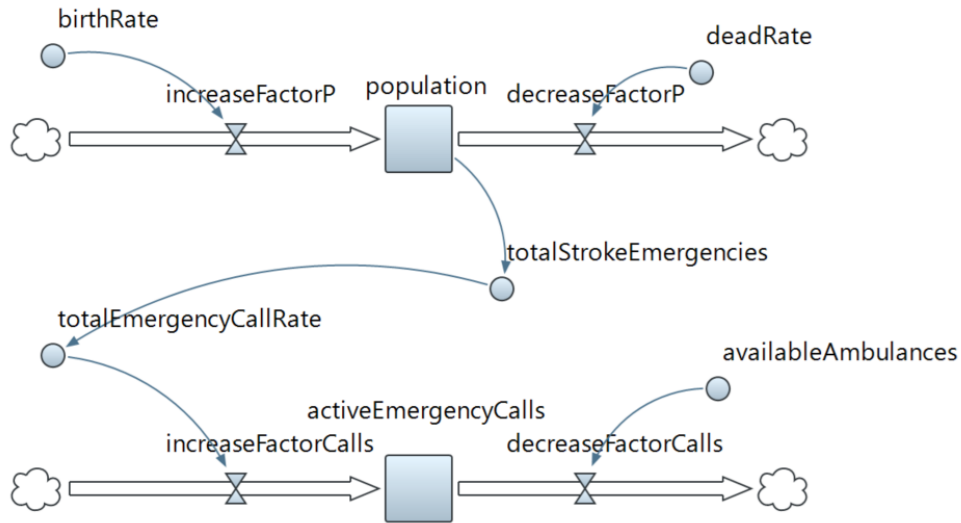 birthRate
deadRate
increaseFactorP
population
decreaseFactorP
totalStrokeEmergencies
totalEmergencyCallRate
availableAmbulances
activeEmergencyCalls
increaseFactorCalls
decreaseFactorCalls